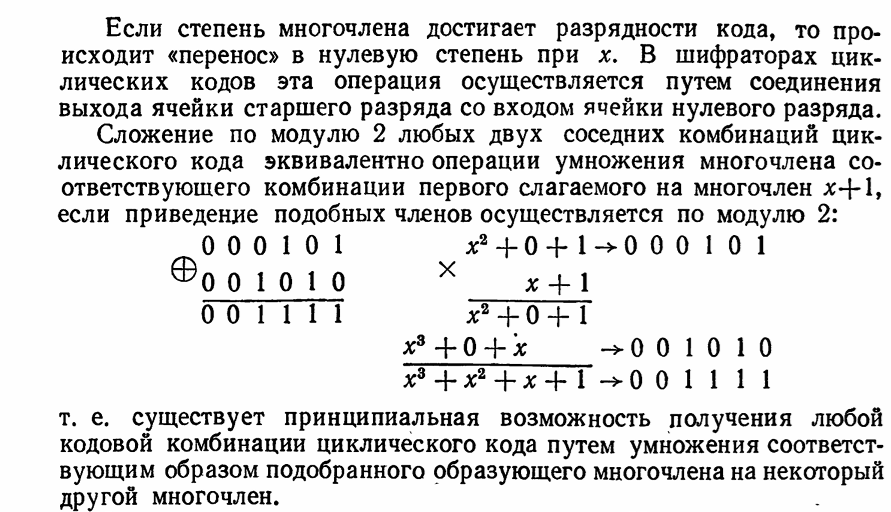 Если степень многочлена достигает разрядности кода, то про-
исходит «перенос» в нулевую степень при x. В шифраторах цик-
лических кодов эта операция осуществляется путем соединения
выхода ячейки старшего разряда со входом ячейки нулевого разряда.
Сложение по модулю 2 любых двух соседних комбинаций цик-
лического кода эквивалентно операции умножения многочлена со-
ответствующего комбинации первого слагаемого на многочлен x+1,
если приведение подобных членов осуществляется по модулю 2:
0 0 0 1 0 1 x² + 0 + 1 → 0 0 0 1 0 1
⊕ 0 0 1 0 1 0 × x + 1
0 0 1 1 1 1 x² + 0 + 1
x³ + 0 + x → 0 0 1 0 1 0
x³ + x² + x + 1 → 0 0 1 1 1 1
т. е. существует принципиальная возможность получения любой
кодовой комбинации циклического кода путем умножения соответст-
вующим образом подобранного образующего многочлена на некоторый
другой многочлен.